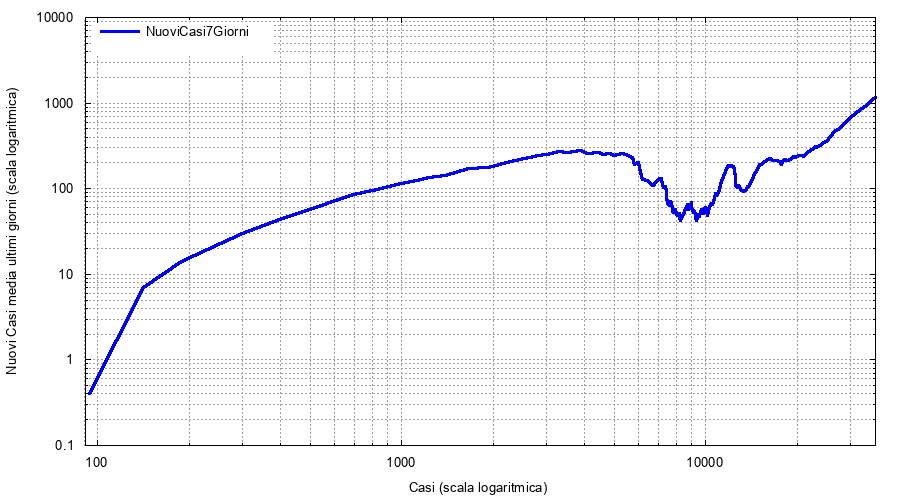 NuoviCasi7Giorni
10000
1000
100
10
1
0.1
Nuovi Casi media ultimi giorni (scala logaritmica)
100 1000 10000
Casi (scala logaritmica)